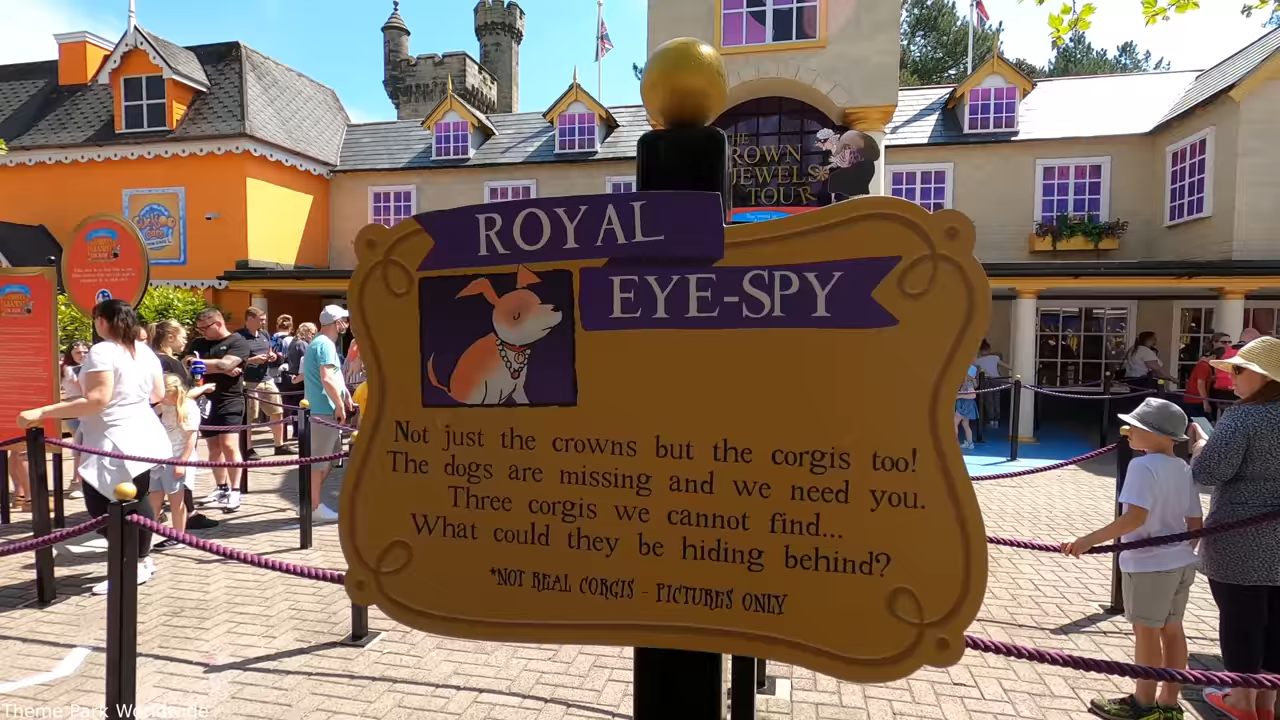 THE
CROWN
JEWELS
TOUR
ROYAL
EYE-SPY
Not just the crowns but the corgis too!
The dogs are missing and we need you.
Three corgis we cannot find...
What could they be hiding behind?
*NOT REAL CORGIS - PICTURES ONLY
Theme Park Worldwide